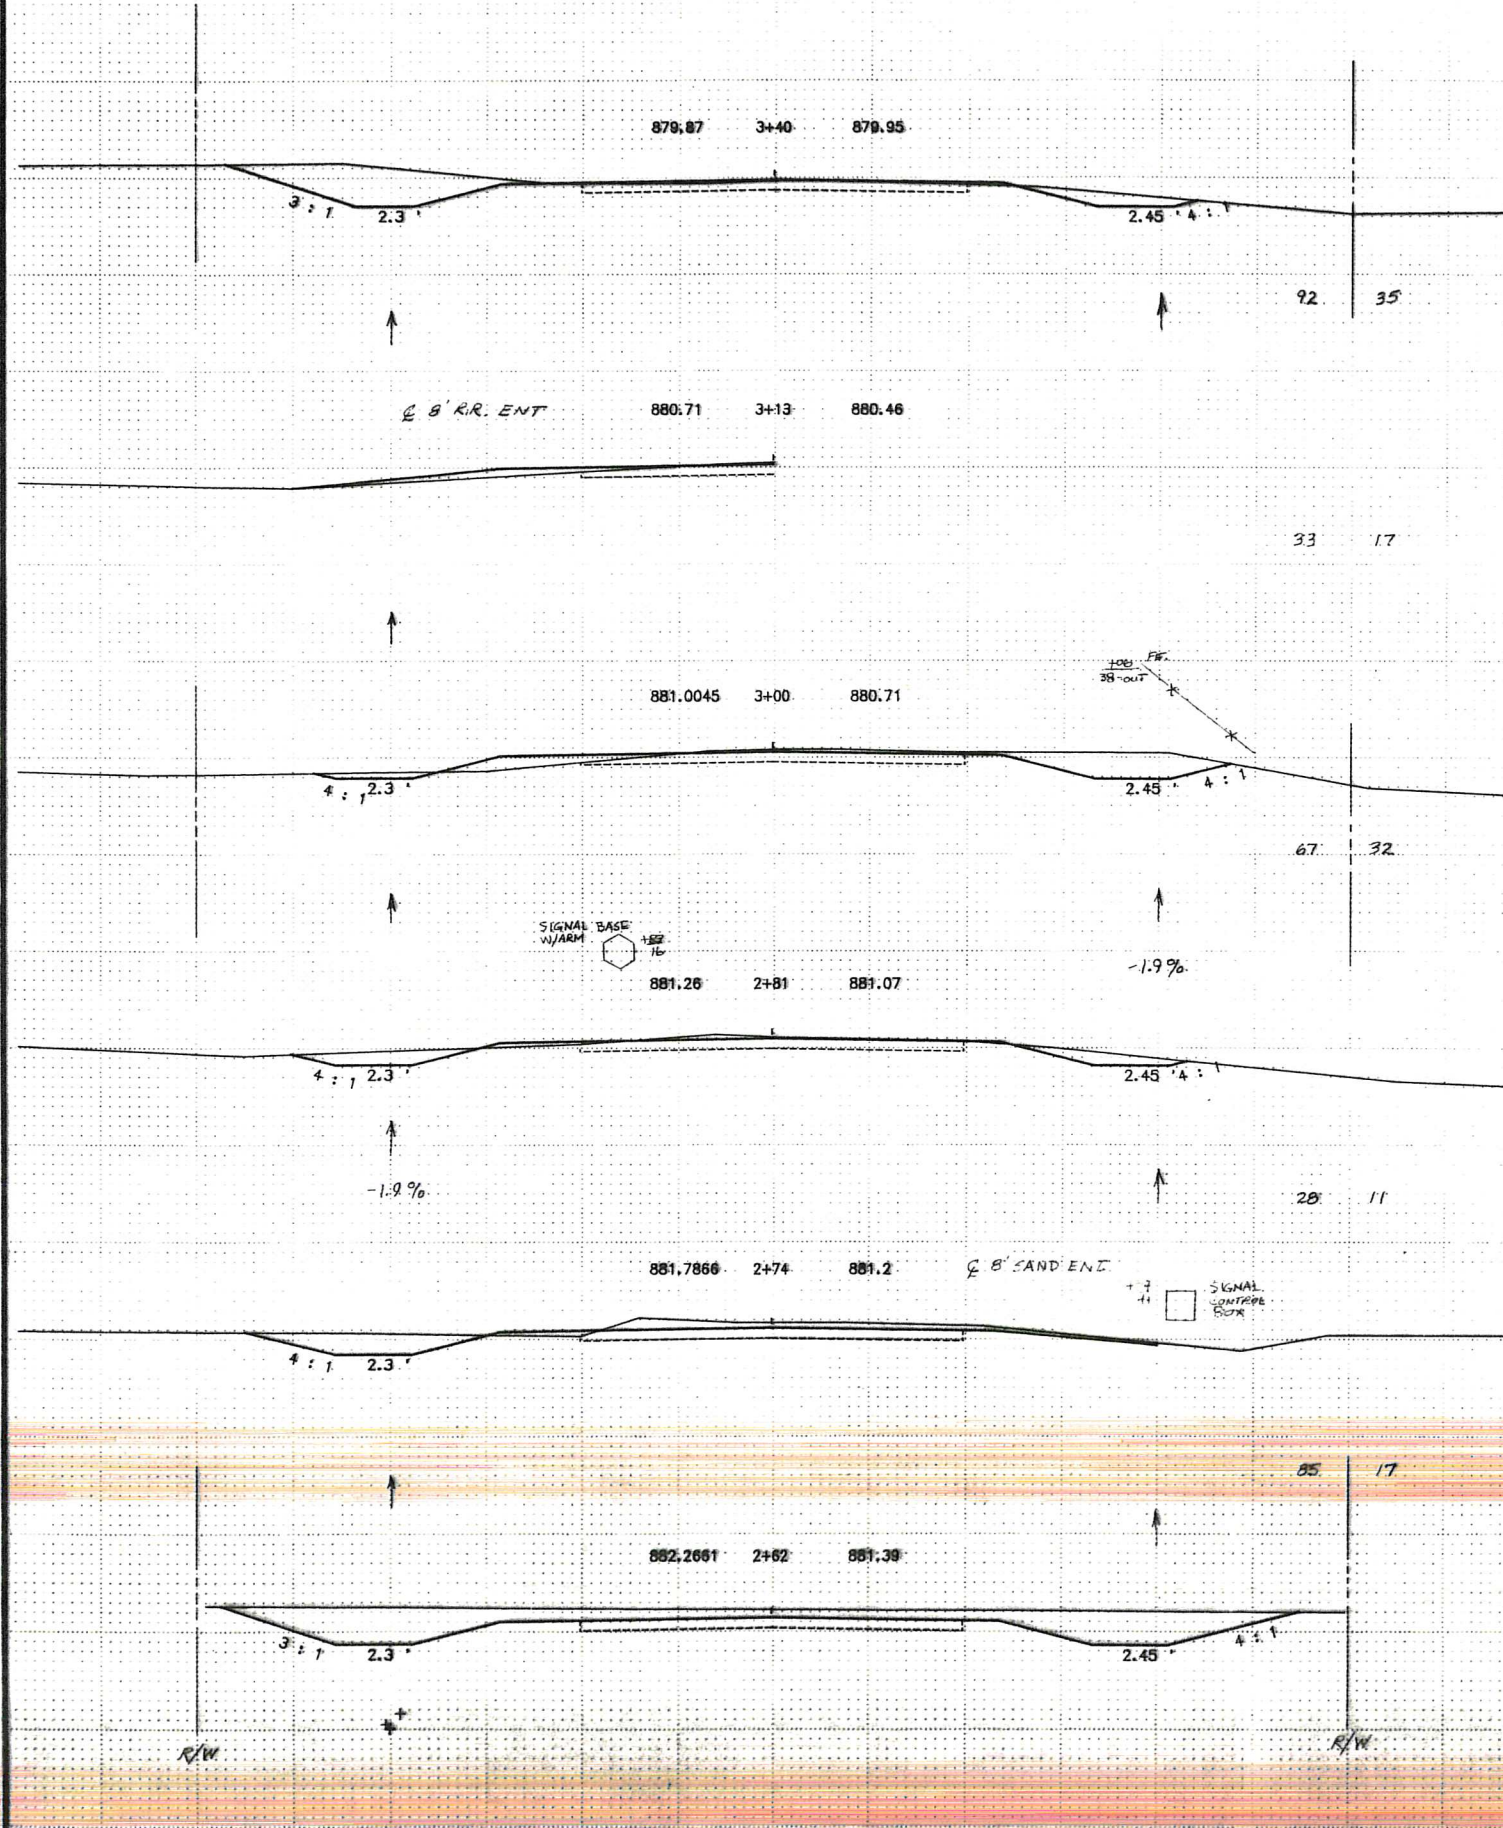 879.87 3+40 879.95
3 : 1 2.3 ' 2.45 ' 4 : 1
92 35
℄ 8' R.R. ENT 880.71 3+13 880.46
33 17
+06 FE.
38-OUT
881.0045 3+00 880.71
4 : 1 2.3 ' 2.45 ' 4 : 1
67 32
SIGNAL BASE
W/ARM
16
-1.9%
881.26 2+81 881.07
4 : 1 2.3 ' 2.45 ' 4 : 1
-1.9%
28 11
881.7866 2+74 881.2 ℄ 8' SAND ENT.
SIGNAL
CONTROL
BOX
4 : 1 2.3 '
85 17
882.2661 2+62 881.39
3 : 1 2.3 ' 2.45 ' 4 : 1
R/W R/W